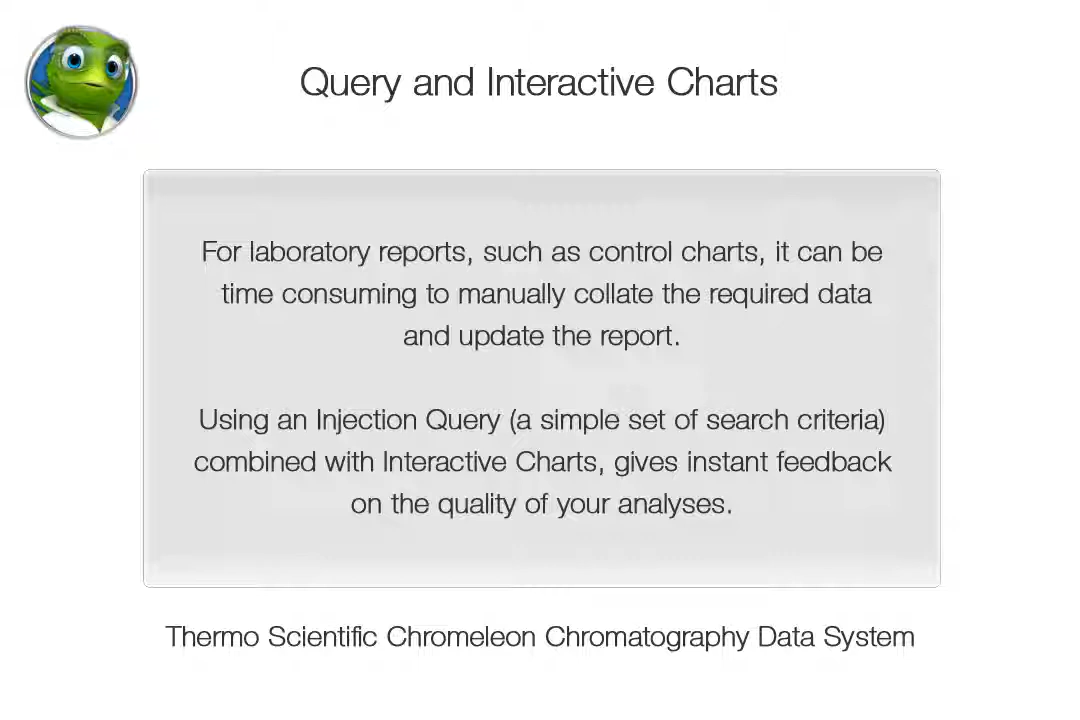 Query and Interactive Charts
For laboratory reports, such as control charts, it can be
time consuming to manually collate the required data
and update the report.
Using an Injection Query (a simple set of search criteria)
combined with Interactive Charts, gives instant feedback
on the quality of your analyses.
Thermo Scientific Chromeleon Chromatography Data System